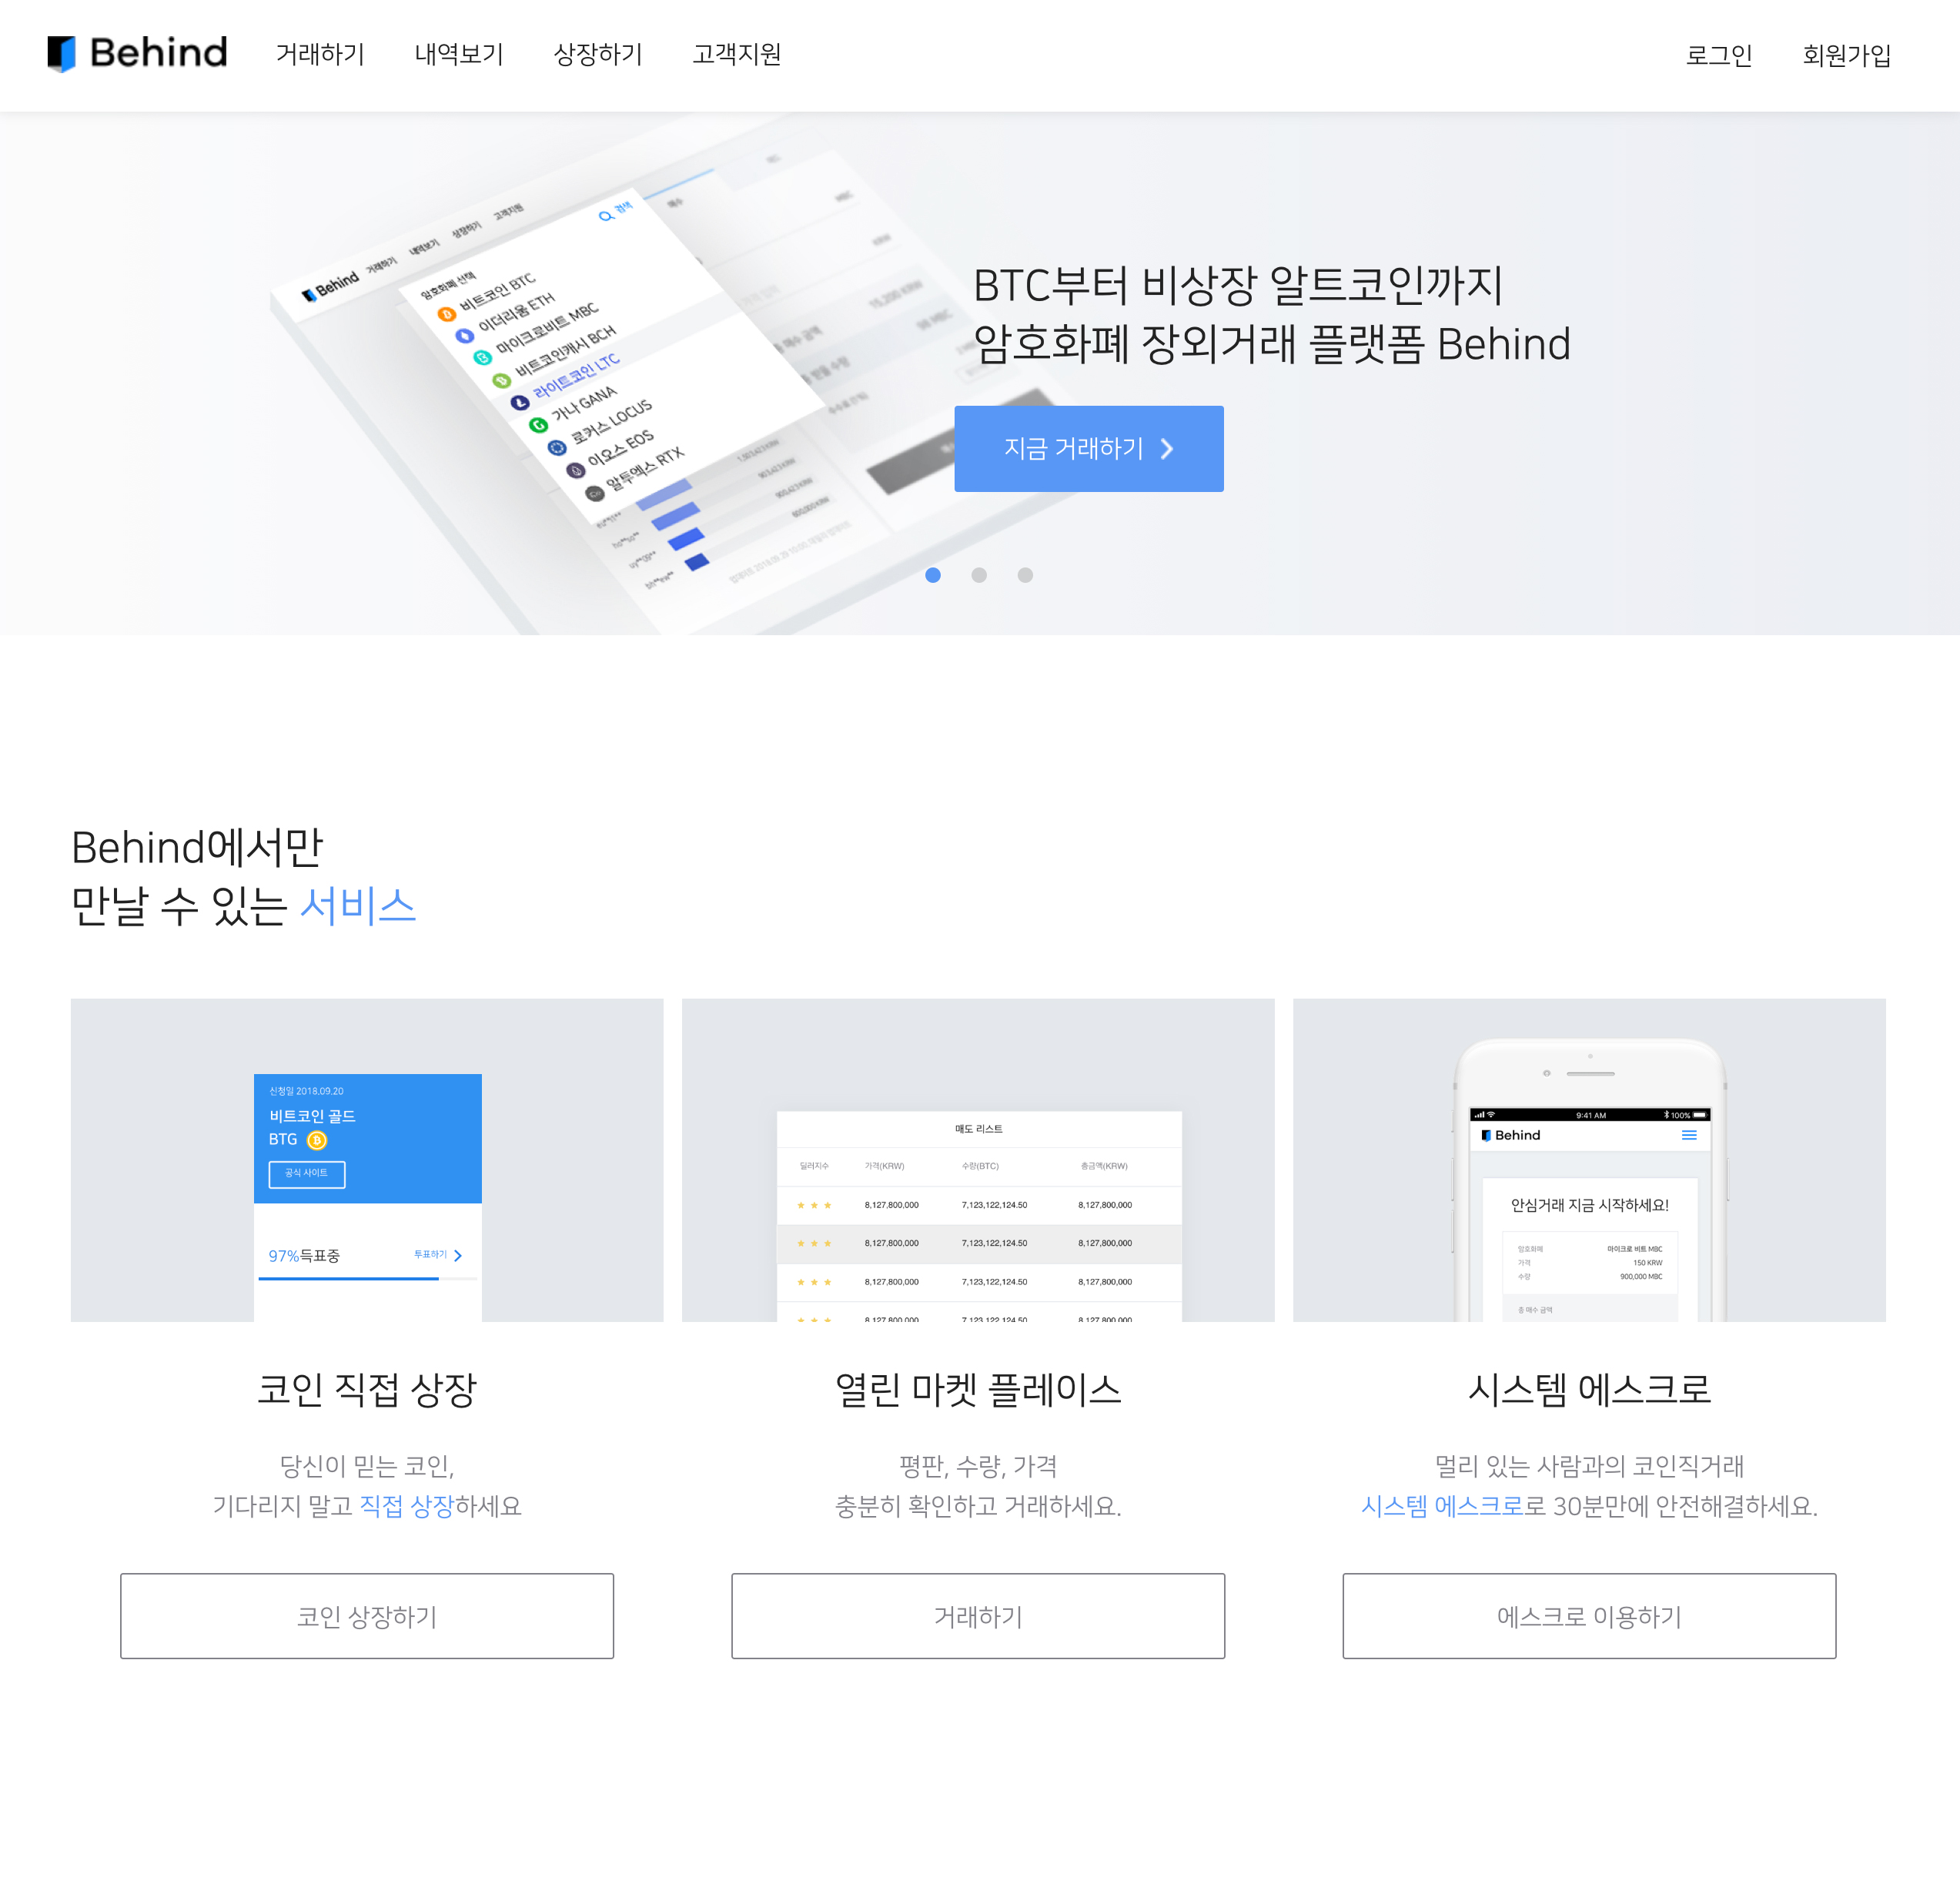 Behind
거래하기
내역보기
상장하기
고객지원
로그인
회원가입
Behind
거래하기
내역보기
상장하기
고객지원
검색
암호화폐 선택
비트코인 BTC
이더리움 ETH
마이크로비트 MBC
비트코인캐시 BCH
라이트코인 LTC
가나 GANA
로커스 LOCUS
이오스 EOS
알투엑스 RTX
BTC부터 비상장 알트코인까지
암호화폐 장외거래 플랫폼 Behind
지금 거래하기
Behind에서만
만날 수 있는 서비스
신청일 2018.09.20
비트코인 골드
BTG
공식 사이트
97%득표중
투표하기
매도 리스트
딜러지수 가격(KRW) 수량(BTC) 총금액(KRW)
8,127,800,000 7,123,122,124.50 8,127,800,000
8,127,800,000 7,123,122,124.50 8,127,800,000
8,127,800,000 7,123,122,124.50 8,127,800,000
8,127,800,000 7,123,122,124.50 8,127,800,000
9:41 AM
100%
Behind
안심거래 지금 시작하세요!
암호화폐 마이크로 비트 MBC
가격 150 KRW
수량 900,000 MBC
총 매수 금액
코인 직접 상장
당신이 믿는 코인,
기다리지 말고 직접 상장하세요
코인 상장하기
열린 마켓 플레이스
평판, 수량, 가격
충분히 확인하고 거래하세요.
거래하기
시스템 에스크로
멀리 있는 사람과의 코인직거래
시스템 에스크로로 30분만에 안전해결하세요.
에스크로 이용하기